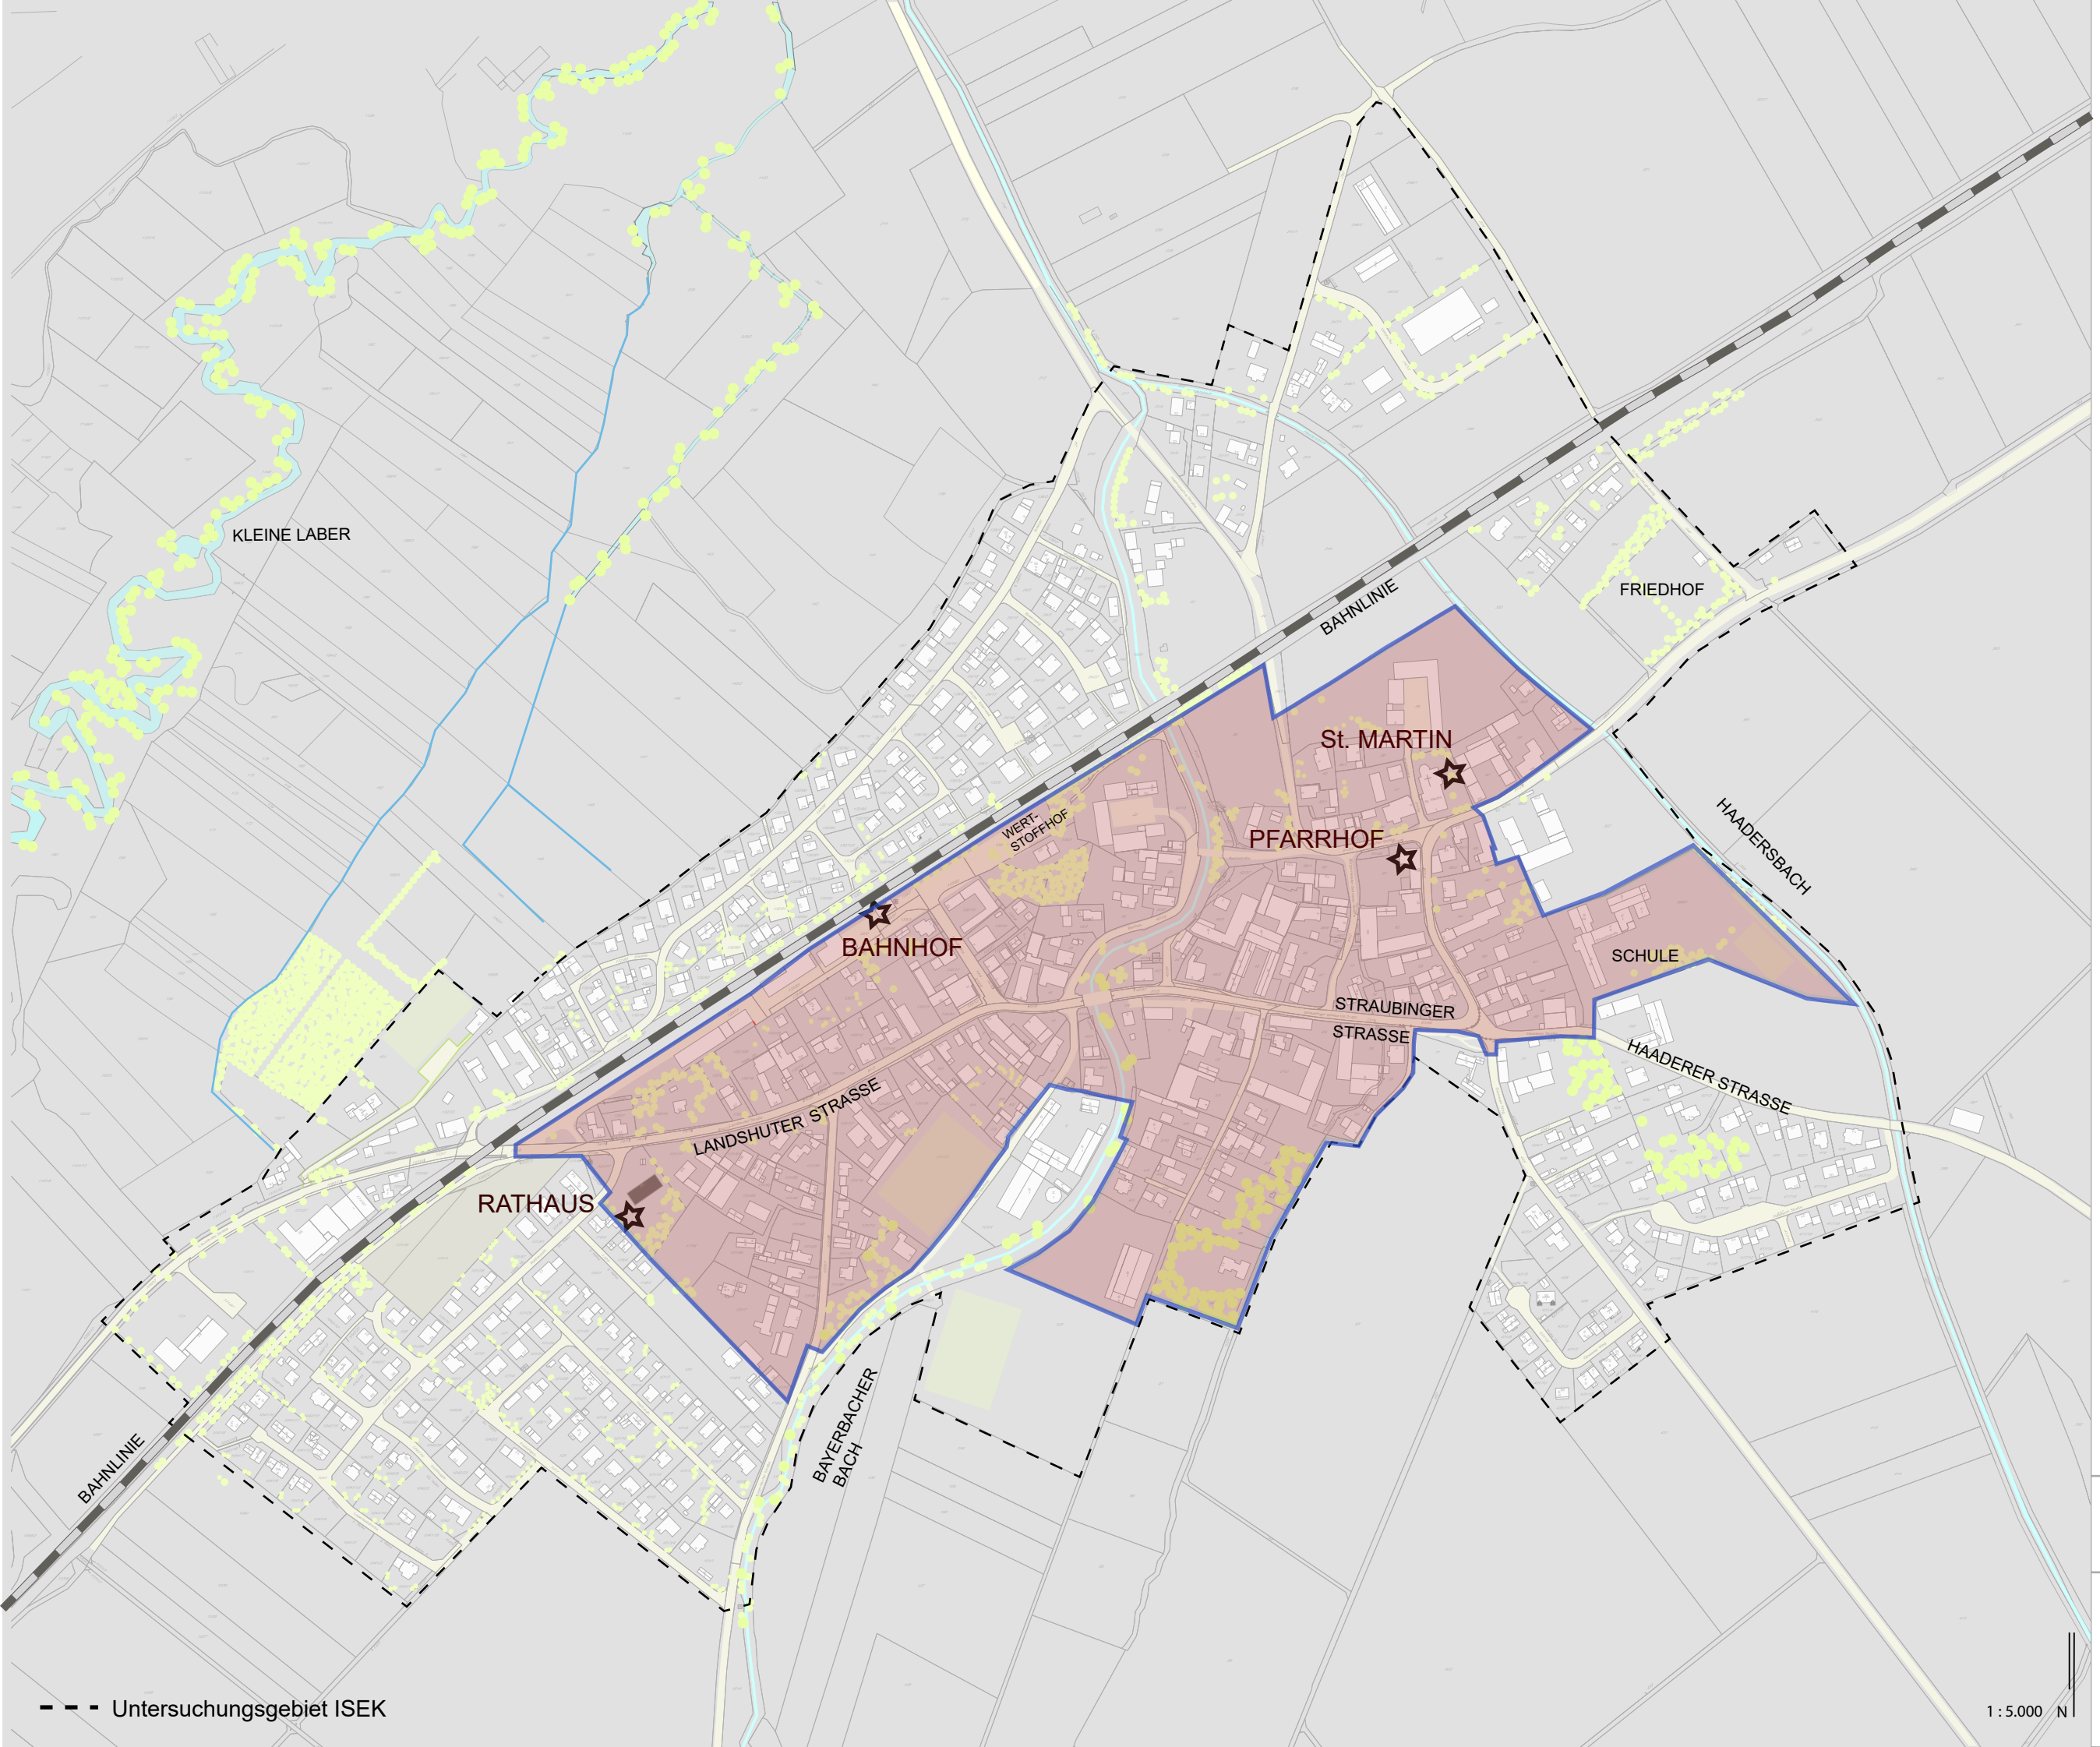 KLEINE LABER
BAHNLINIE
FRIEDHOF
St. MARTIN
WERT-
STOFFHOF
PFARRHOF
HAADERSBACH
BAHNHOF
SCHULE
STRAUBINGER
STRASSE
HAADERER STRASSE
LANDSHUTER STRASSE
RATHAUS
BAYERBACHER
BACH
BAHNLINIE
Untersuchungsgebiet ISEK
1 : 5.000 N